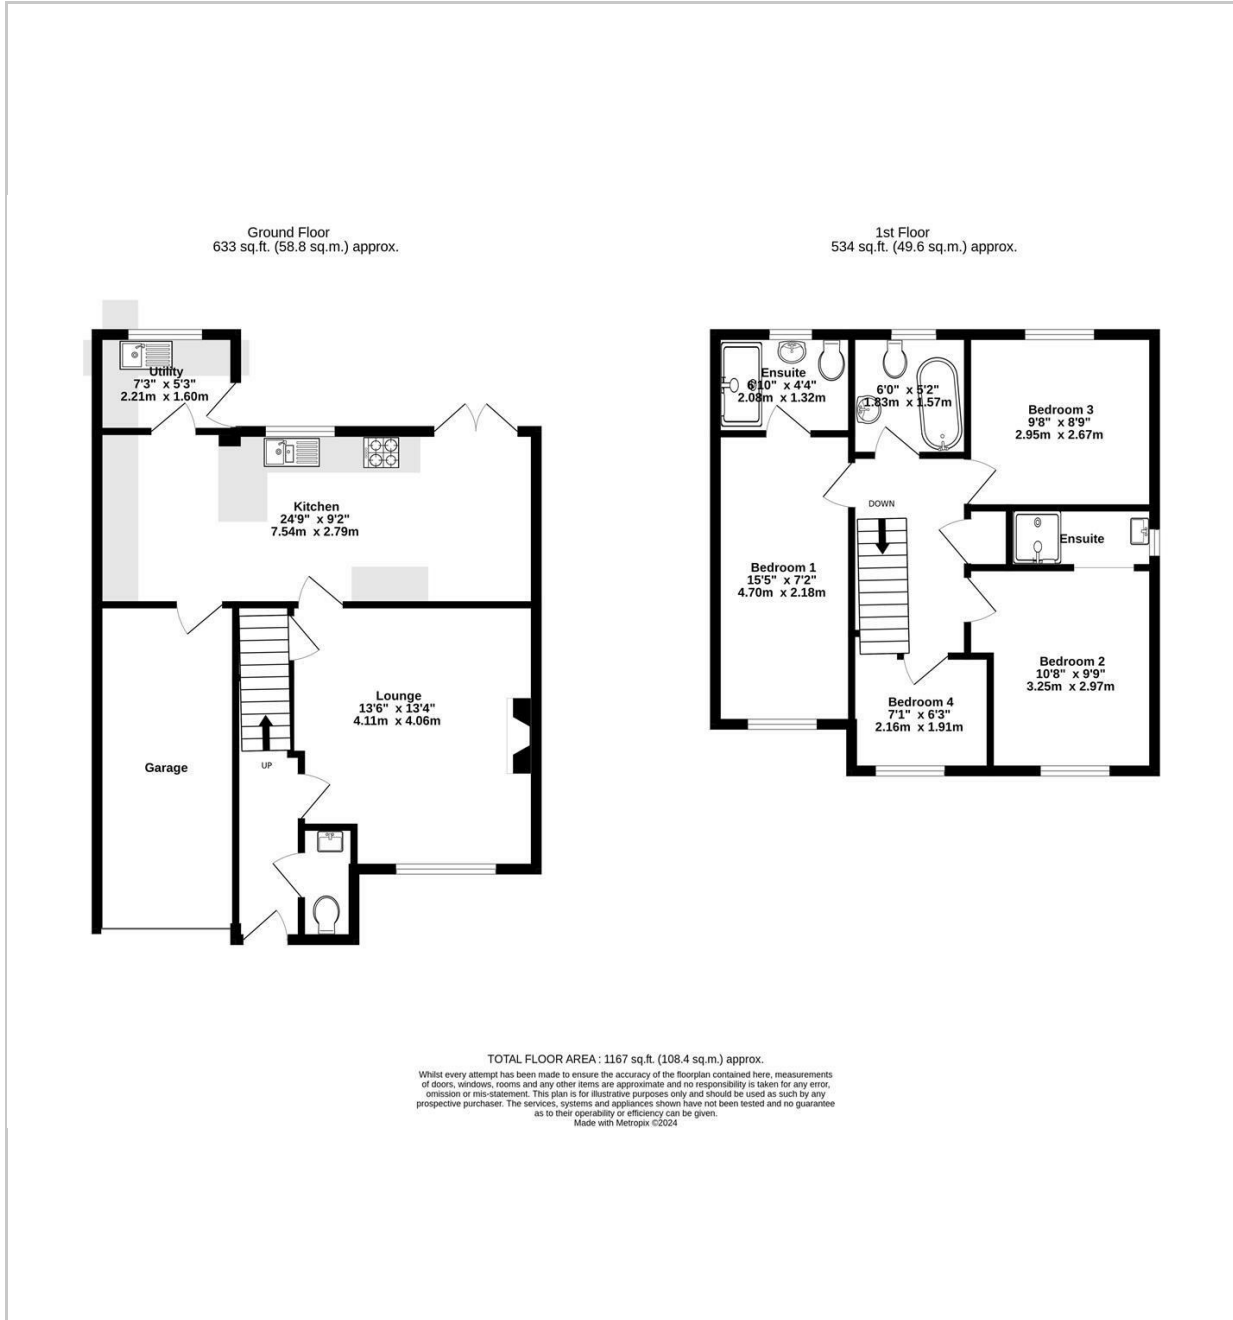 Ground Floor
633 sq.ft. (58.8 sq.m.) approx.
Utility
7'3" x 5'3"
2.21m x 1.60m
Kitchen
24'9" x 9'2"
7.54m x 2.79m
Lounge
13'6" x 13'4"
4.11m x 4.06m
Garage
UP
1st Floor
534 sq.ft. (49.6 sq.m.) approx.
Ensuite
6'10" x 4'4"
2.08m x 1.32m
6'0" x 5'2"
1.83m x 1.57m
Bedroom 3
9'8" x 8'9"
2.95m x 2.67m
DOWN
Ensuite
Bedroom 1
15'5" x 7'2"
4.70m x 2.18m
Bedroom 2
10'8" x 9'9"
3.25m x 2.97m
Bedroom 4
7'1" x 6'3"
2.16m x 1.91m
TOTAL FLOOR AREA : 1167 sq.ft. (108.4 sq.m.) approx.
Whilst every attempt has been made to ensure the accuracy of the floorplan contained here, measurements
of doors, windows, rooms and any other items are approximate and no responsibility is taken for any error,
omission or mis-statement. This plan is for illustrative purposes only and should be used as such by any
prospective purchaser. The services, systems and appliances shown have not been tested and no guarantee
as to their operability or efficiency can be given.
Made with Metropix ©2024